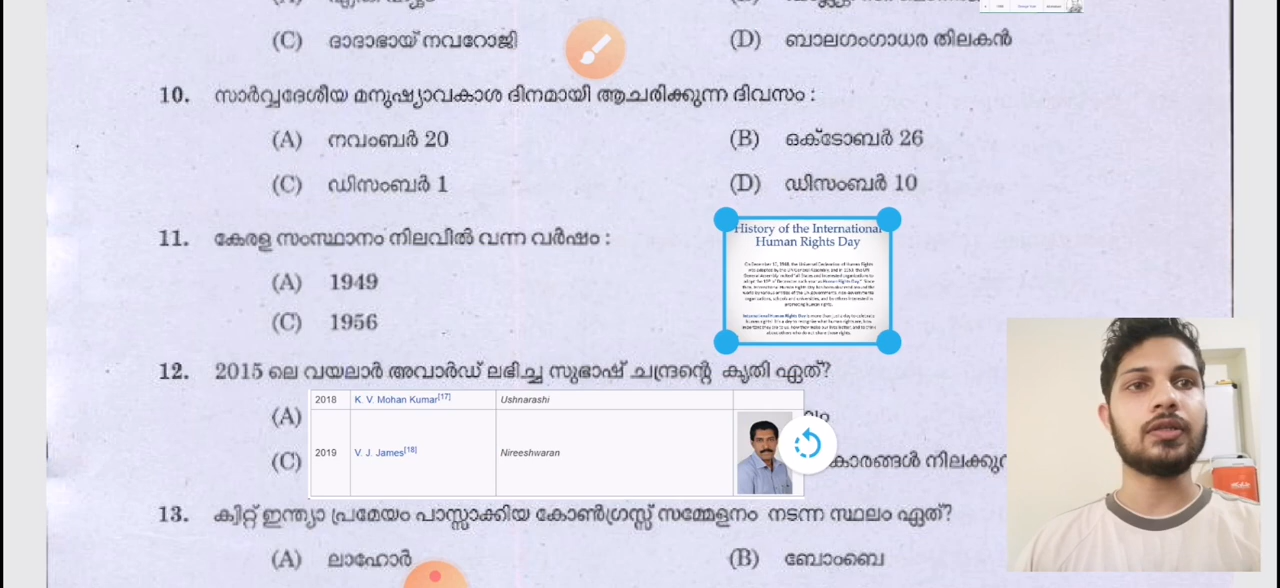 (C) ദാദാഭായ് നവറോജി (D) ബാലഗംഗാധര തിലകൻ
10. സാർവ്വദേശീയ മനുഷ്യാവകാശ ദിനമായി ആചരിക്കുന്ന ദിവസം :
(A) നവംബർ 20 (B) ഒക്ടോബർ 26
(C) ഡിസംബർ 1 (D) ഡിസംബർ 10
11. കേരള സംസ്ഥാനം നിലവിൽ വന്ന വർഷം :
History of the International
Human Rights Day
(A) 1949
(C) 1956
12. 2015 ലെ വയലാർ അവാർഡ് ലഭിച്ച സുഭാഷ് ചന്ദ്രന്റെ കൃതി ഏത്?
(A)
2018 K. V. Mohan Kumar[17] Ushnarashi
2019 V. J. James[18] Nireeshwaran
(C)
13. ക്വിറ്റ് ഇന്ത്യാ പ്രമേയം പാസ്സാക്കിയ കോൺഗ്രസ്സ് സമ്മേളനം നടന്ന സ്ഥലം ഏത്?
(A) ലാഹോർ (B) ബോംബെ